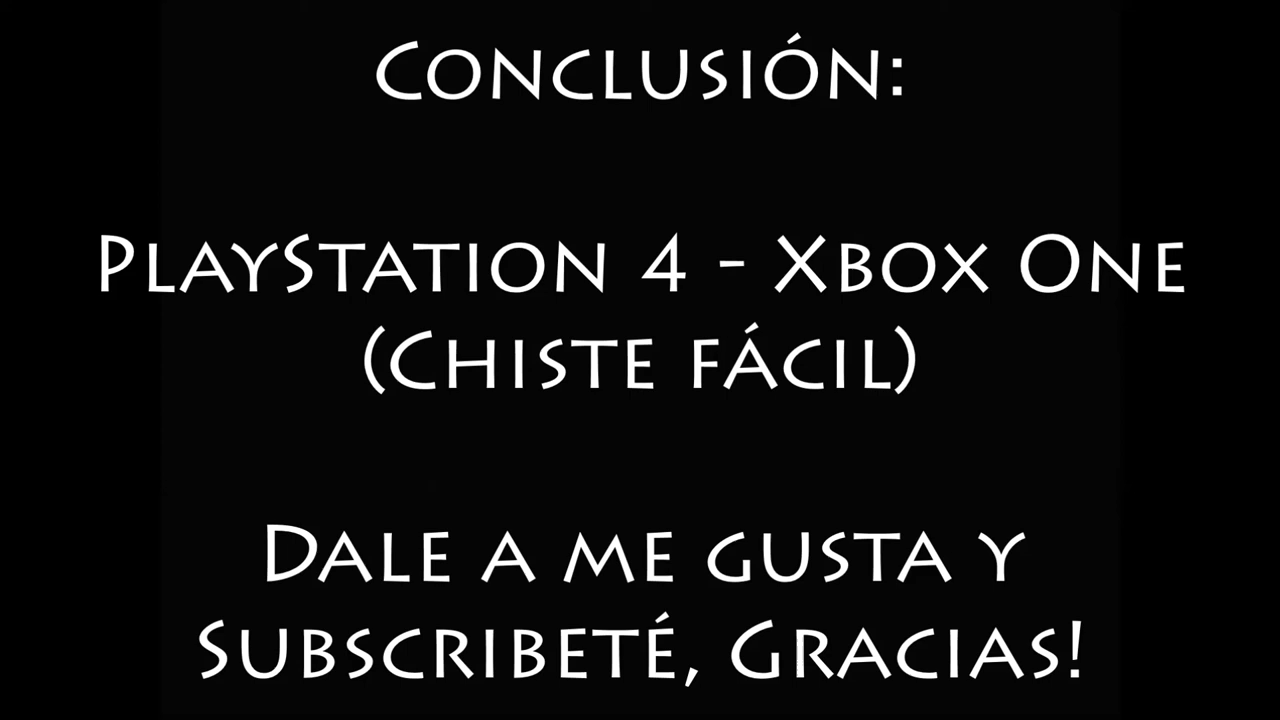 Conclusión:
PlayStation 4 - Xbox One
(Chiste fácil)
Dale a me gusta y
Subscribeté, Gracias!